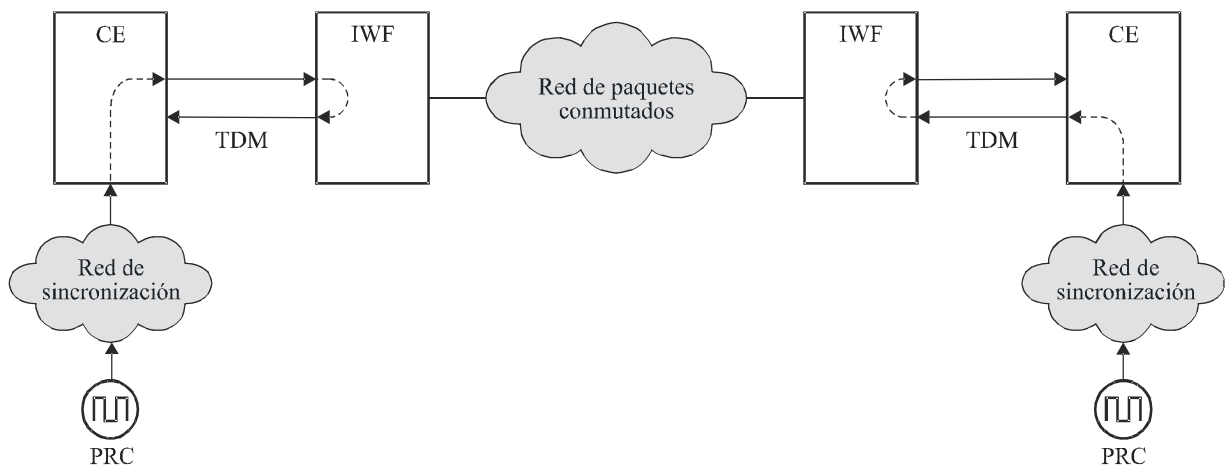 CE
IWF
Red de paquetes
conmutados
IWF
CE
TDM
TDM
Red de
sincronización
Red de
sincronización
PRC
PRC